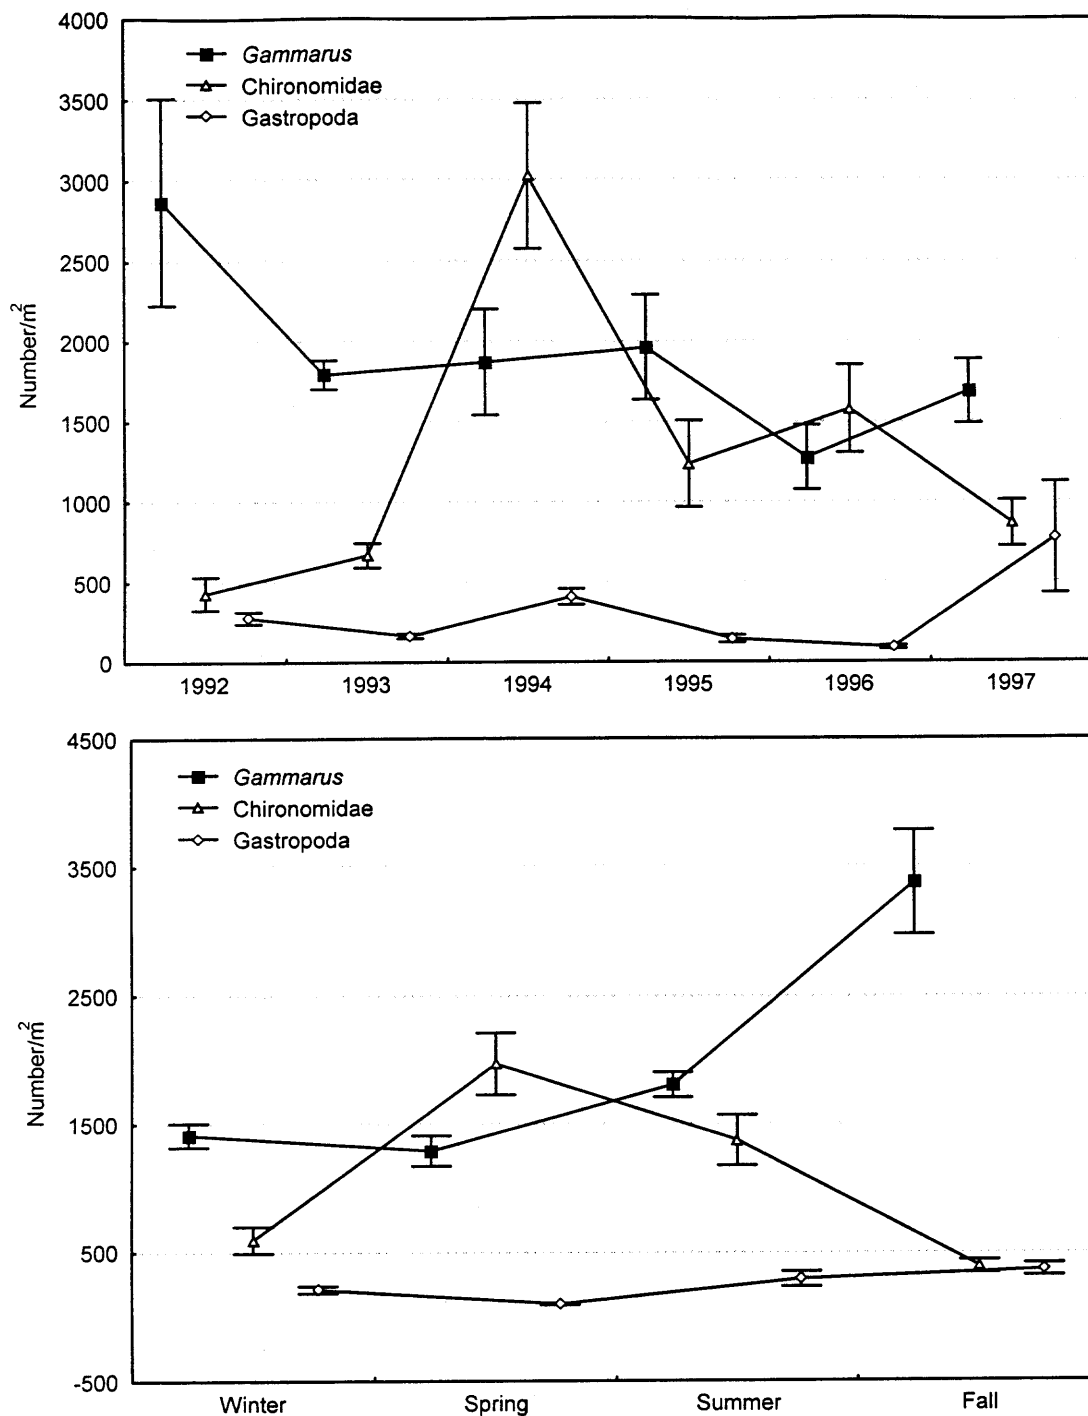 4000
Gammarus
Chironomidae
Gastropoda
3500
3000
2500
2000
1500
1000
500
0
Number/m²
1992 1993 1994 1995 1996 1997
4500
Gammarus
Chironomidae
Gastropoda
3500
2500
1500
500
-500
Number/m²
Winter Spring Summer Fall